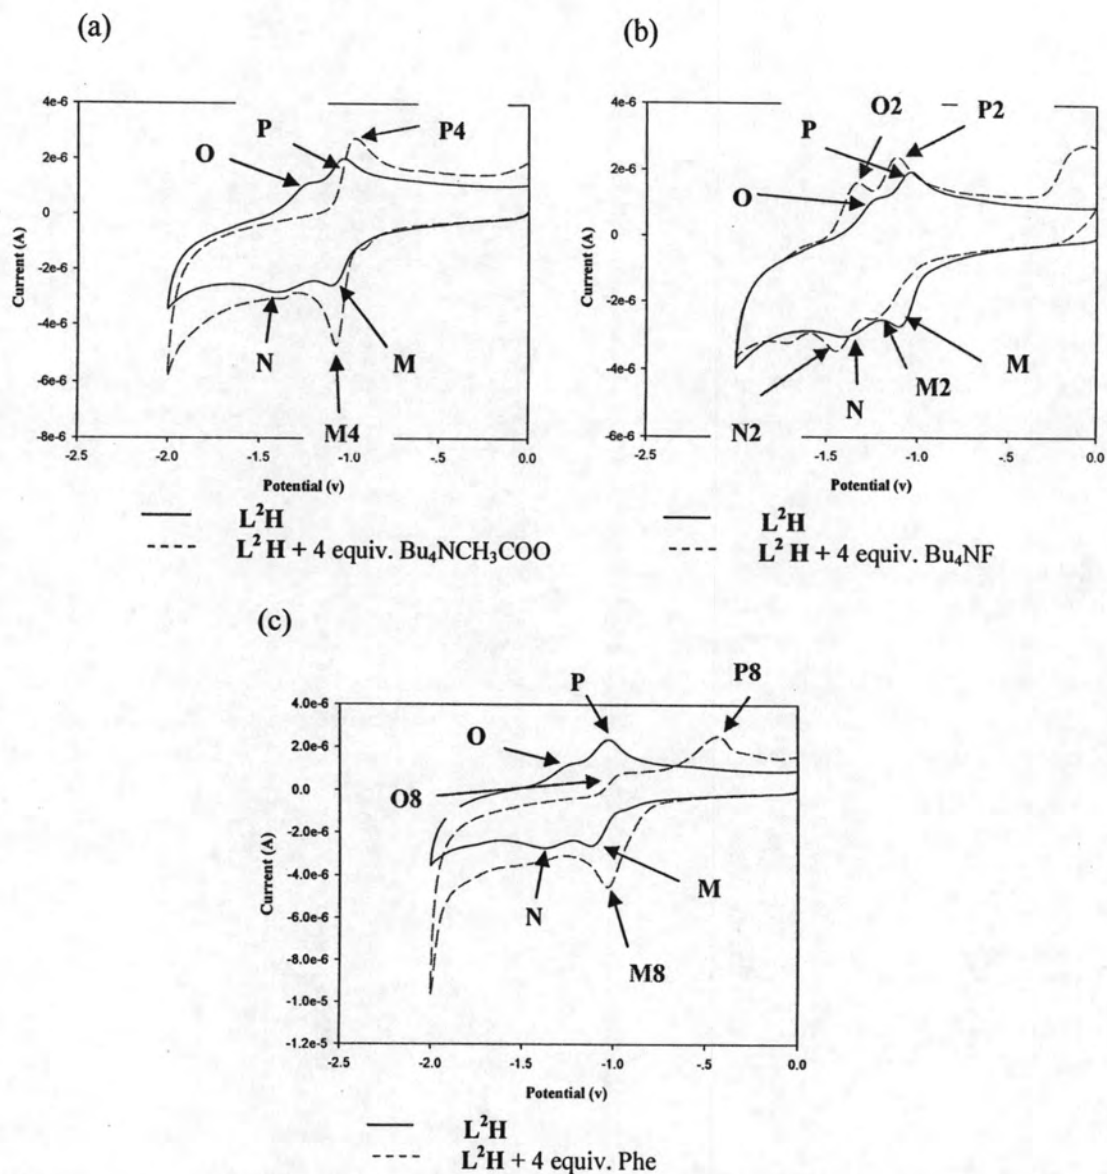 (a)
(b)
4e-6
2e-6
0
-2e-6
-4e-6
-6e-6
-8e-6
Current (A)
-2.5
-2.0
-1.5
-1.0
-.5
0.0
Potential (v)
O
P
P4
N
M
M4
L²H
L² H + 4 equiv. Bu₄NCH₃COO
4e-6
2e-6
0
-2e-6
-4e-6
-6e-6
Current (A)
-2.5
-1.5
-1.0
-.5
0.0
Potential (v)
O2
P
P2
O
N2
N
M2
M
L²H
L² H + 4 equiv. Bu₄NF
(c)
4.0e-6
2.0e-6
0.0
-2.0e-6
-4.0e-6
-6.0e-6
-8.0e-6
-1.0e-5
-1.2e-5
Current (A)
-2.5
-2.0
-1.5
-1.0
-.5
0.0
Potential (v)
P
P8
O
O8
N
M
M8
L²H
L²H + 4 equiv. Phe